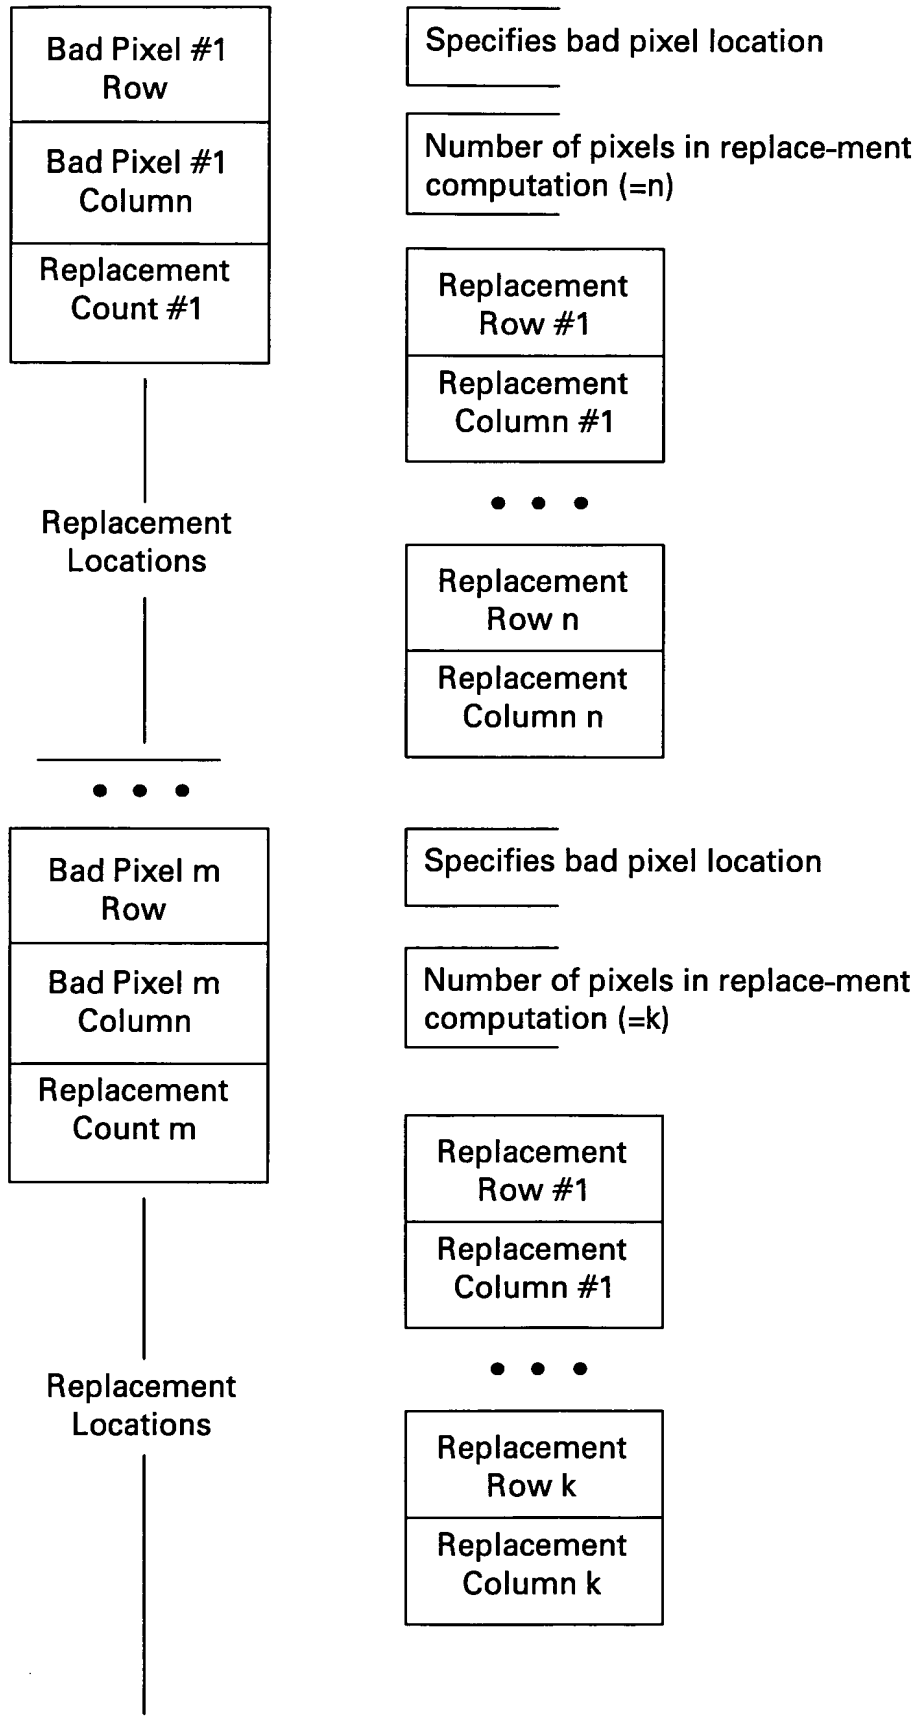 Bad Pixel #1
Row
Bad Pixel #1
Column
Replacement
Count #1
Specifies bad pixel location
Number of pixels in replace-ment
computation (=n)
Replacement
Row #1
Replacement
Column #1
• • •
Replacement
Locations
Replacement
Row n
Replacement
Column n
• • •
Bad Pixel m
Row
Bad Pixel m
Column
Replacement
Count m
Specifies bad pixel location
Number of pixels in replace-ment
computation (=k)
Replacement
Row #1
Replacement
Column #1
• • •
Replacement
Locations
Replacement
Row k
Replacement
Column k